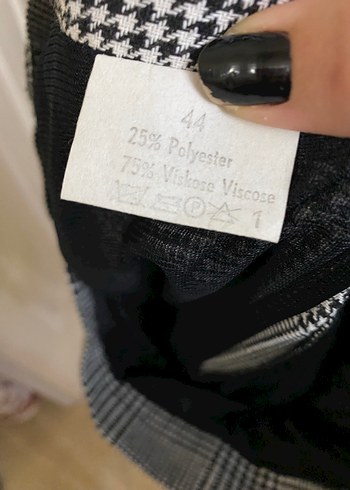 44
25% Polyester
75% Viskose Viscose
P 1